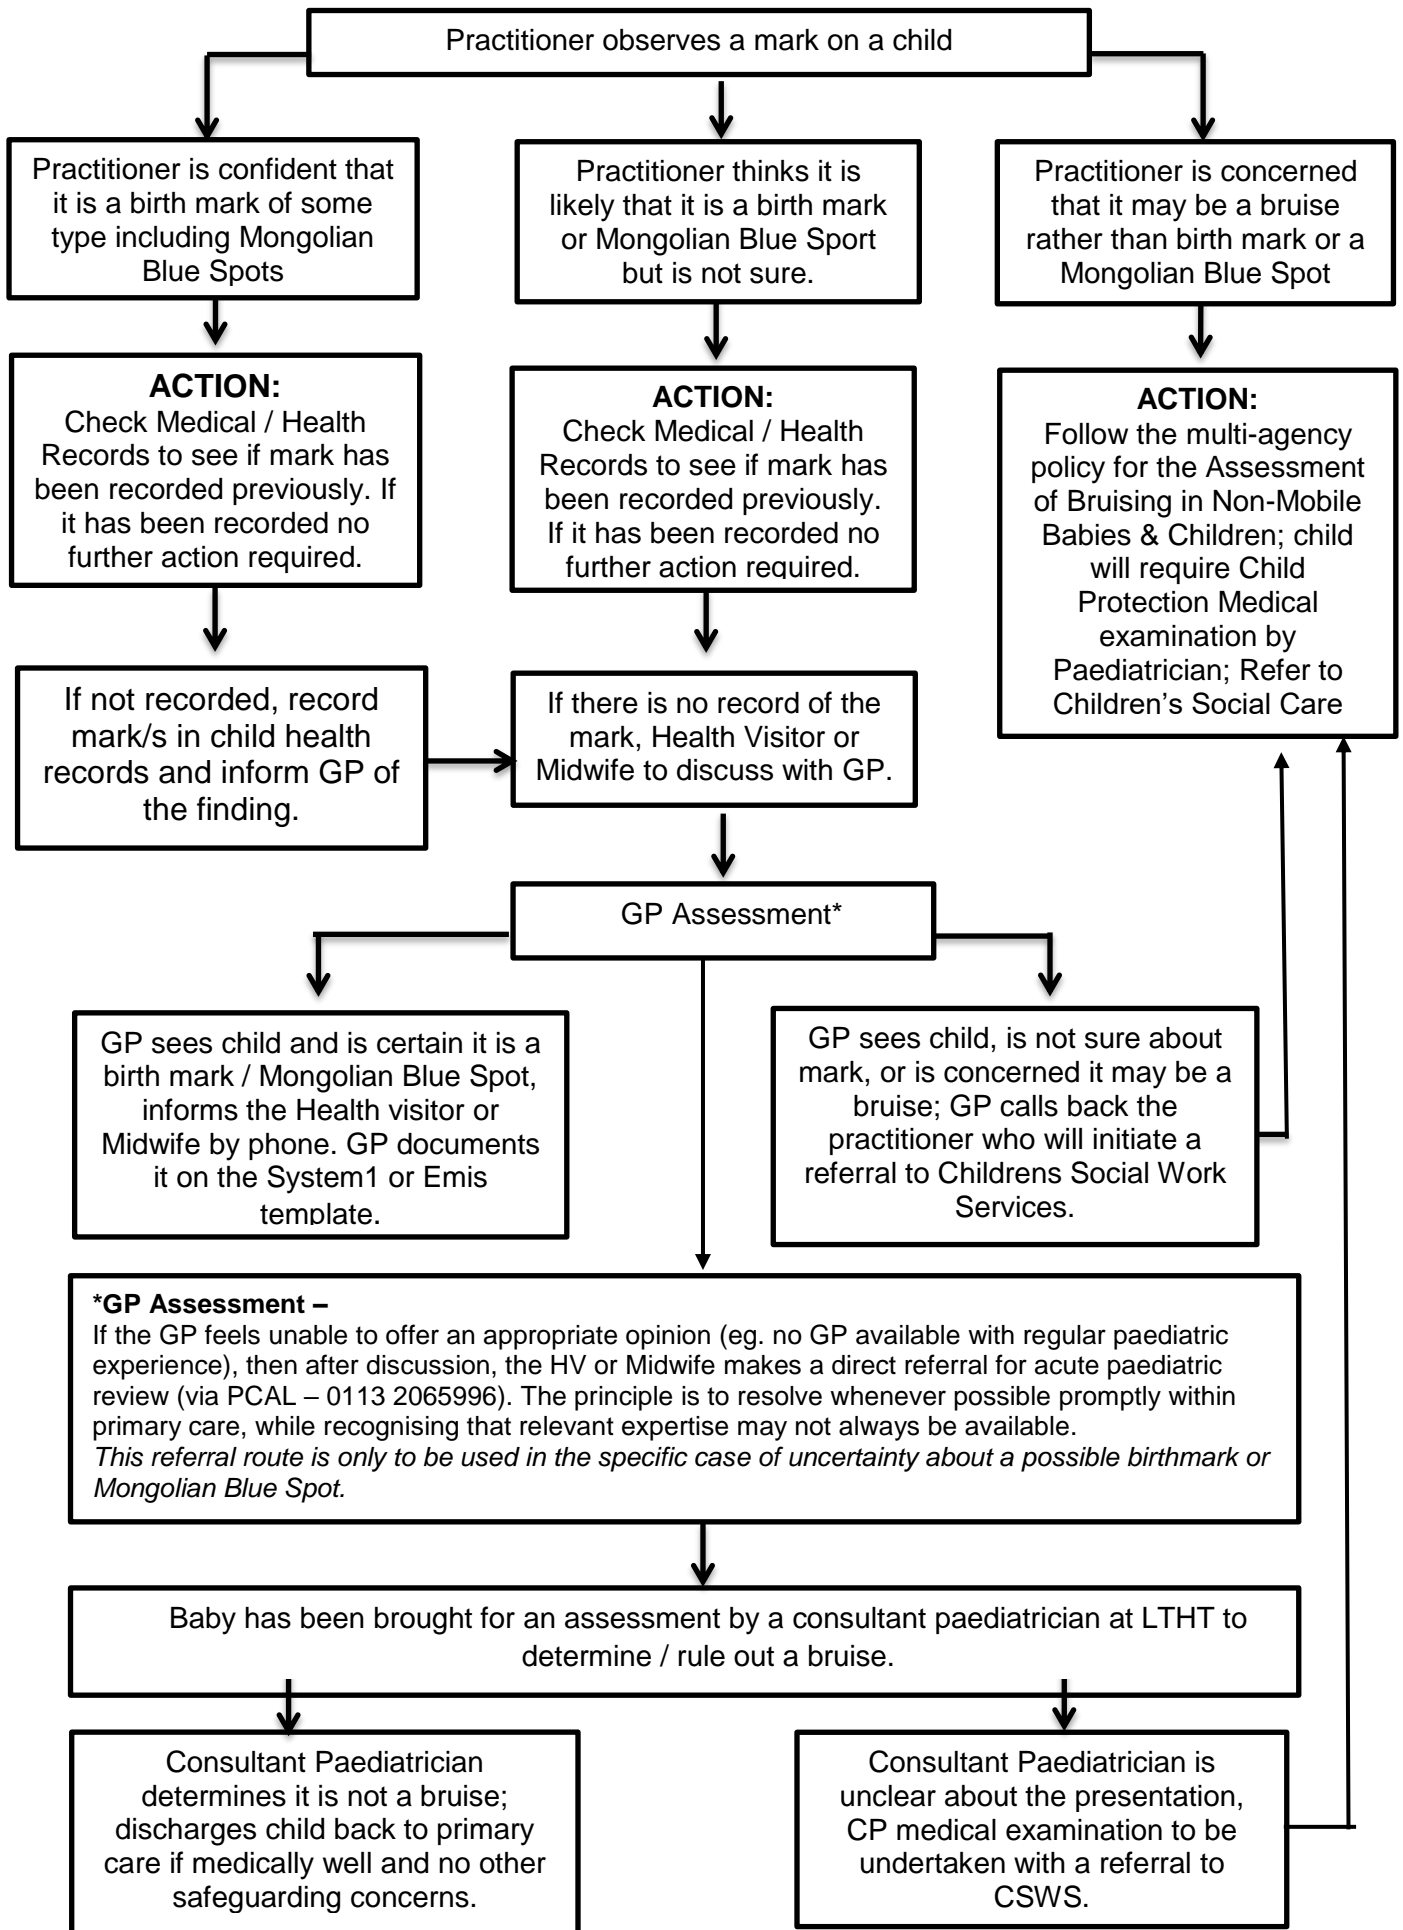 Practitioner observes a mark on a child
Practitioner is confident that
it is a birth mark of some
type including Mongolian
Blue Spots
Practitioner thinks it is
likely that it is a birth mark
or Mongolian Blue Sport
but is not sure.
Practitioner is concerned
that it may be a bruise
rather than birth mark or a
Mongolian Blue Spot
ACTION:
Check Medical / Health
Records to see if mark has
been recorded previously. If
it has been recorded no
further action required.
ACTION:
Check Medical / Health
Records to see if mark has
been recorded previously.
If it has been recorded no
further action required.
ACTION:
Follow the multi-agency
policy for the Assessment
of Bruising in Non-Mobile
Babies & Children; child
will require Child
Protection Medical
examination by
Paediatrician; Refer to
Children’s Social Care
If not recorded, record
mark/s in child health
records and inform GP of
the finding.
If there is no record of the
mark, Health Visitor or
Midwife to discuss with GP.
GP Assessment*
GP sees child and is certain it is a
birth mark / Mongolian Blue Spot,
informs the Health visitor or
Midwife by phone. GP documents
it on the System1 or Emis
template.
GP sees child, is not sure about
mark, or is concerned it may be a
bruise; GP calls back the
practitioner who will initiate a
referral to Childrens Social Work
Services.
*GP Assessment –
If the GP feels unable to offer an appropriate opinion (eg. no GP available with regular paediatric
experience), then after discussion, the HV or Midwife makes a direct referral for acute paediatric
review (via PCAL – 0113 2065996). The principle is to resolve whenever possible promptly within
primary care, while recognising that relevant expertise may not always be available.
This referral route is only to be used in the specific case of uncertainty about a possible birthmark or
Mongolian Blue Spot.
Baby has been brought for an assessment by a consultant paediatrician at LTHT to
determine / rule out a bruise.
Consultant Paediatrician
determines it is not a bruise;
discharges child back to primary
care if medically well and no other
safeguarding concerns.
Consultant Paediatrician is
unclear about the presentation,
CP medical examination to be
undertaken with a referral to
CSWS.